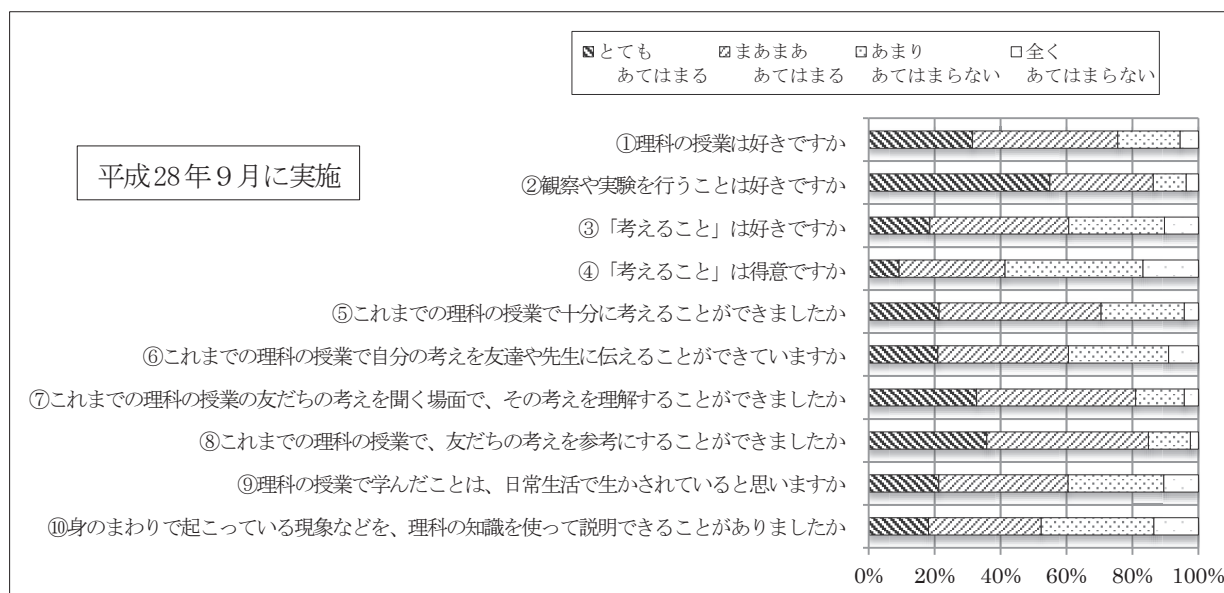 とても まあまあ あまり 全く
あてはまる あてはまる あてはまらない あてはまらない
平成28年9月に実施
①理科の授業は好きですか
②観察や実験を行うことは好きですか
③「考えること」は好きですか
④「考えること」は得意ですか
⑤これまでの理科の授業で十分に考えることができましたか
⑥これまでの理科の授業で自分の考えを友達や先生に伝えることができていますか
⑦これまでの理科の授業の友だちの考えを聞く場面で、その考えを理解することができましたか
⑧これまでの理科の授業で、友だちの考えを参考にすることができましたか
⑨理科の授業で学んだことは、日常生活で生かされていると思いますか
⑩身のまわりで起こっている現象などを、理科の知識を使って説明できることがありましたか
0% 20% 40% 60% 80% 100%